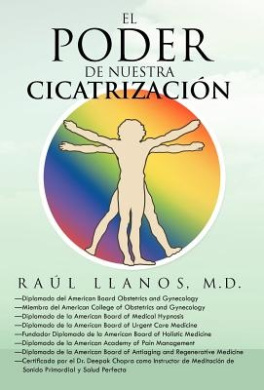 EL
PODER
DE NUESTRA
CICATRIZACIÓN
RAÚL LLANOS, M.D.
—Diplomado del American Board Obstetrics and Gynecology
—Miembro del American College of Obstetrics and Gynecology
—Diplomado de la American Board of Medical Hypnosis
—Diplomado de la American Board of Urgent Care Medicine
—Fundador Diplomado de la American Board of Holistic Medicine
—Diplomado de la American Academy of Pain Management
—Diplomado de la American Board of Antiaging and Regenerative Medicine
—Certificado por el Dr. Deepak Chopra como Instructor de Meditación de
Sonido Primordial y Salud Perfecta